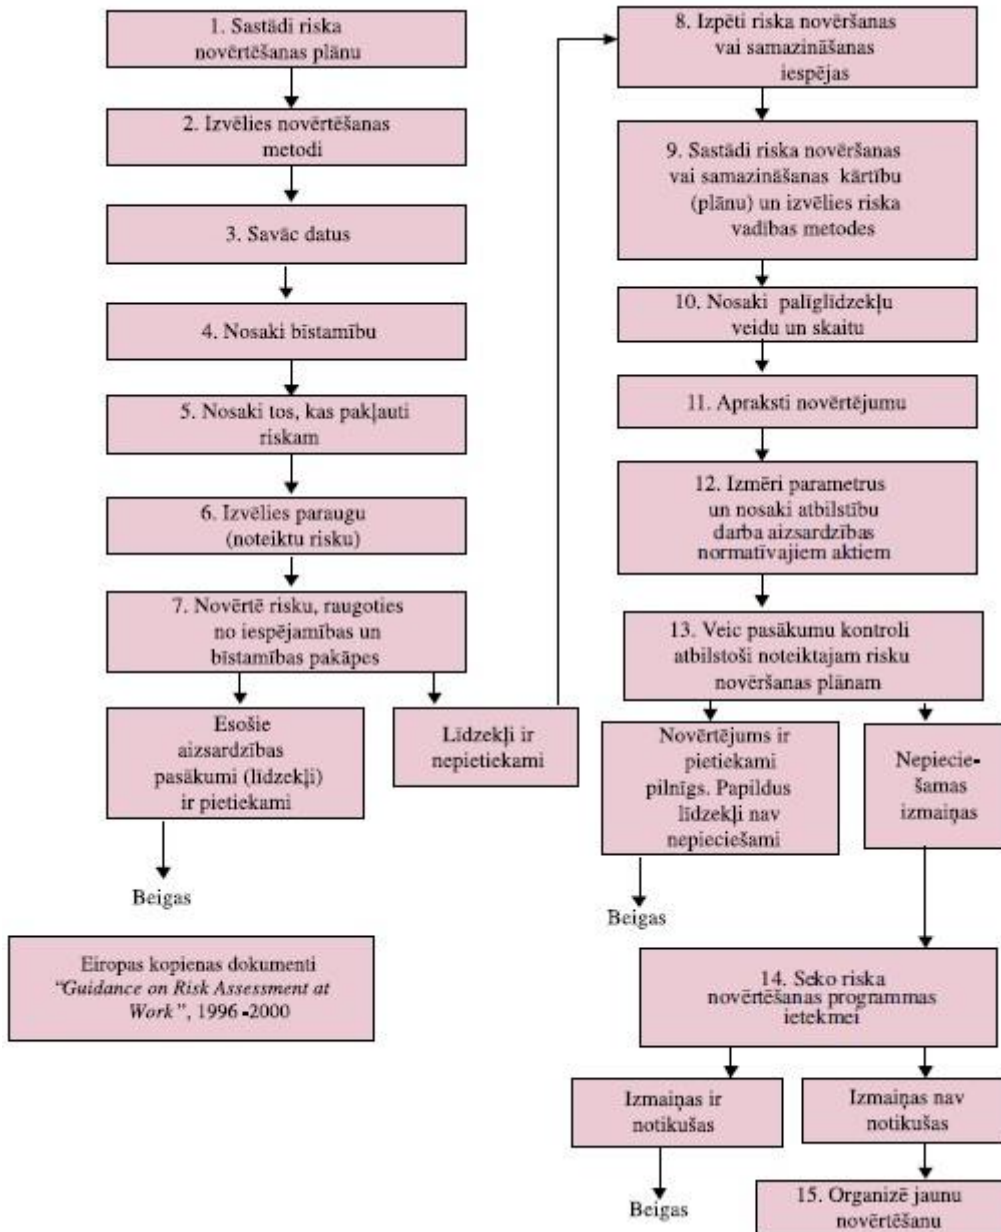 1. Sastādi riska
novērtēšanas plānu
2. Izvēlies novērtēšanas
metodi
3. Savāc datus
4. Nosaki bīstamību
5. Nosaki tos, kas pakļauti
riskam
6. Izvēlies paraugu
(noteiktu risku)
7. Novērtē risku, raugoties
no iespējamības un
bīstamības pakāpes
Esošie
aizsardzības
pasākumi (līdzekļi)
ir pietiekami
Līdzekļi ir
nepietiekami
Beigas
Eiropas kopienas dokumenti
"Guidance on Risk Assessment at
Work", 1996-2000
8. Izpēti riska novēršanas
vai samazināšanas
iespējas
9. Sastādi riska novēršanas
vai samazināšanas kārtību
(plānu) un izvēlies riska
vadības metodes
10. Nosaki palīglīdzekļu
veidu un skaitu
11. Apraksti novērtējumu
12. Izmēri parametrus
un nosaki atbilstību
darba aizsardzības
normatīvajiem aktiem
13. Veic pasākumu kontroli
atbilstoši noteiktajam risku
novēršanas plānam
Novērtējums ir
pietiekami
pilnīgs. Papildus
līdzekļi nav
nepieciešami
Nepiecie-
šamas
izmaiņas
Beigas
14. Seko riska
novērtēšanas programmas
ietekmei
Izmaiņas ir
notikušas
Izmaiņas nav
notikušas
Beigas
15. Organizē jaunu
novērtēšanu